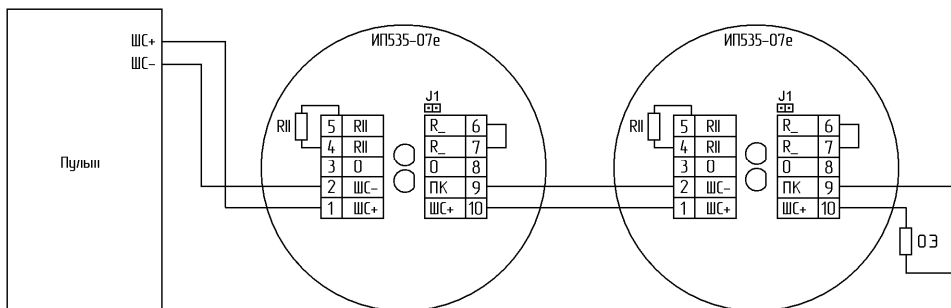 ШС+
ШС-
Пульт
ИП535-07е
J1
RII
5 RII
4 RII
3 0
2 ШС-
1 ШС+
R_ 6
R_ 7
0 8
ПК 9
ШС+ 10
ИП535-07е
J1
RII
5 RII
4 RII
3 0
2 ШС-
1 ШС+
R_ 6
R_ 7
0 8
ПК 9
ШС+ 10
ОЭ